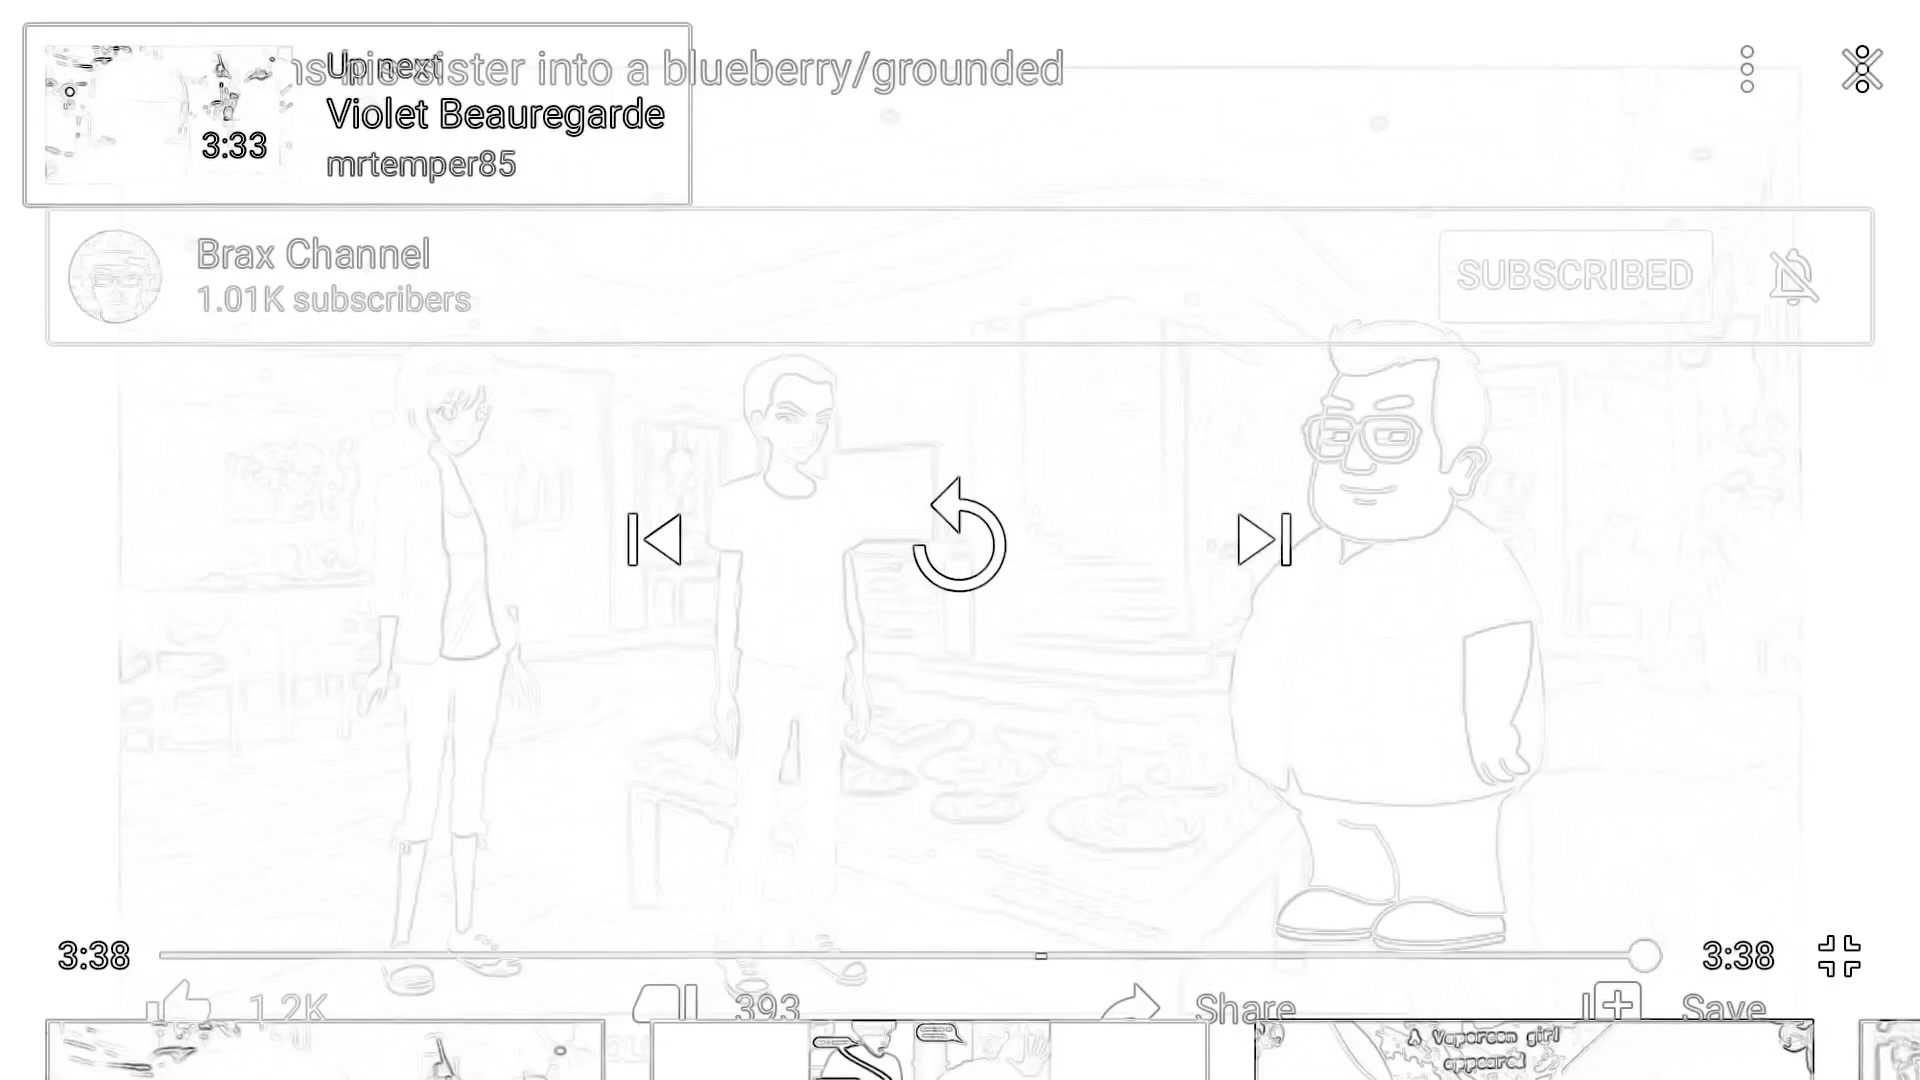 Up next
his sister into a blueberry/grounded
Violet Beauregarde
3:33
mrtemper85
Brax Channel
1.01K subscribers
SUBSCRIBED
3:38
3:38
1.2K
393
Share
Save
A Vaporeon girl
appeared